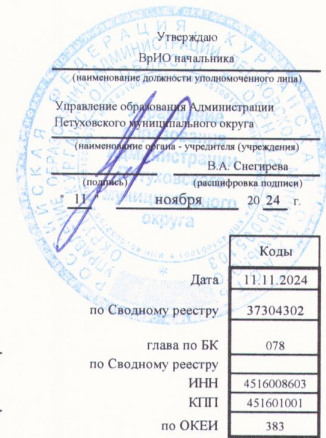 Утверждаю
ВрИО начальника
(наименование должности уполномоченного лица)
Управление образования Администрации
Петуховского муниципального округа
(наименование органа - учредителя (учреждения)
В.А. Снегирева
(подпись) (расшифровка подписи)
" 11 ноября 20 24 г.
Коды
Дата 11.11.2024
по Сводному реестру 37304302
глава по БК 078
по Сводному реестру
ИНН 4516008603
КПП 451601001
по ОКЕИ 383